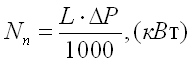 Nₙ = L · ΔP / 1000, (кВт)